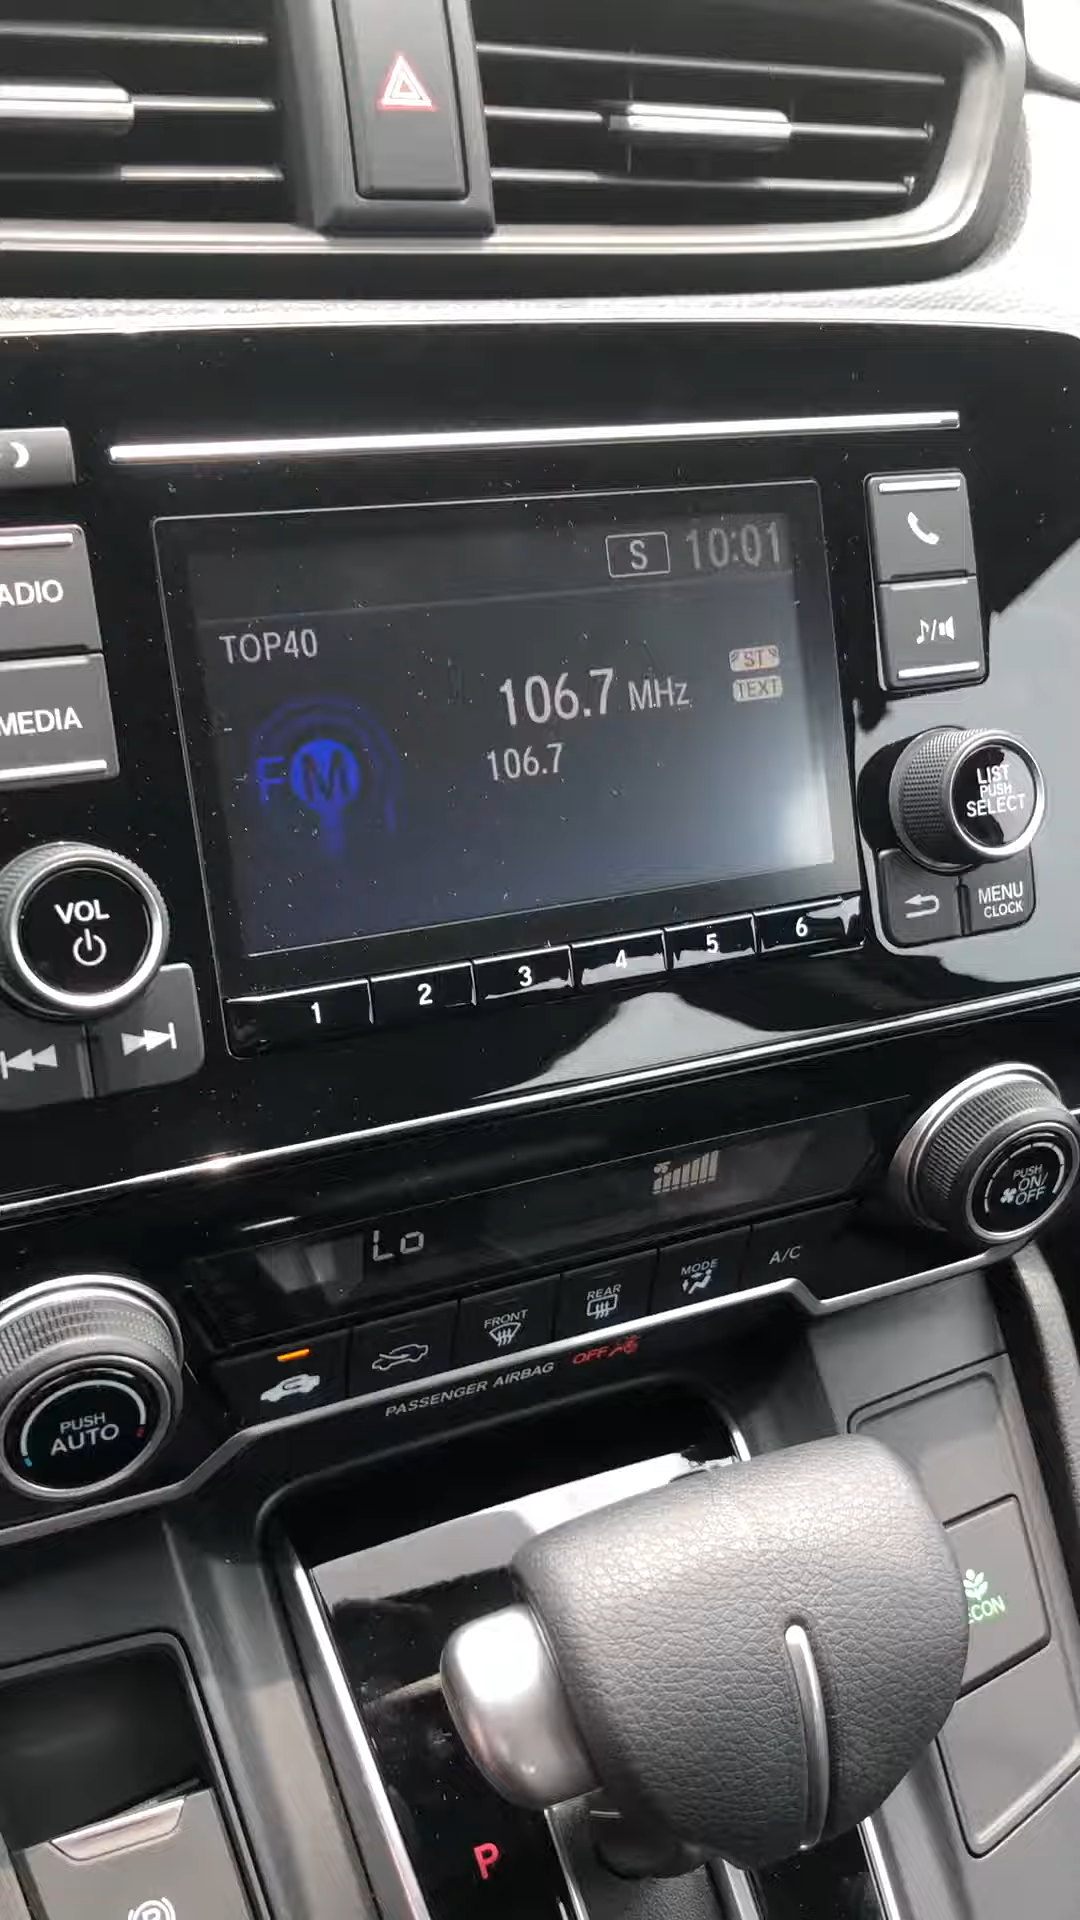 S 10:01
TOP40
106.7 MHz
ST
TEXT
106.7
FM
ADIO
MEDIA
VOL
LIST
PUSH
SELECT
MENU
CLOCK
1 2 3 4 5 6
Lo
PUSH
ON/
OFF
FRONT
REAR
MODE
A/C
PASSENGER AIRBAG OFF
PUSH
AUTO
ECON
P